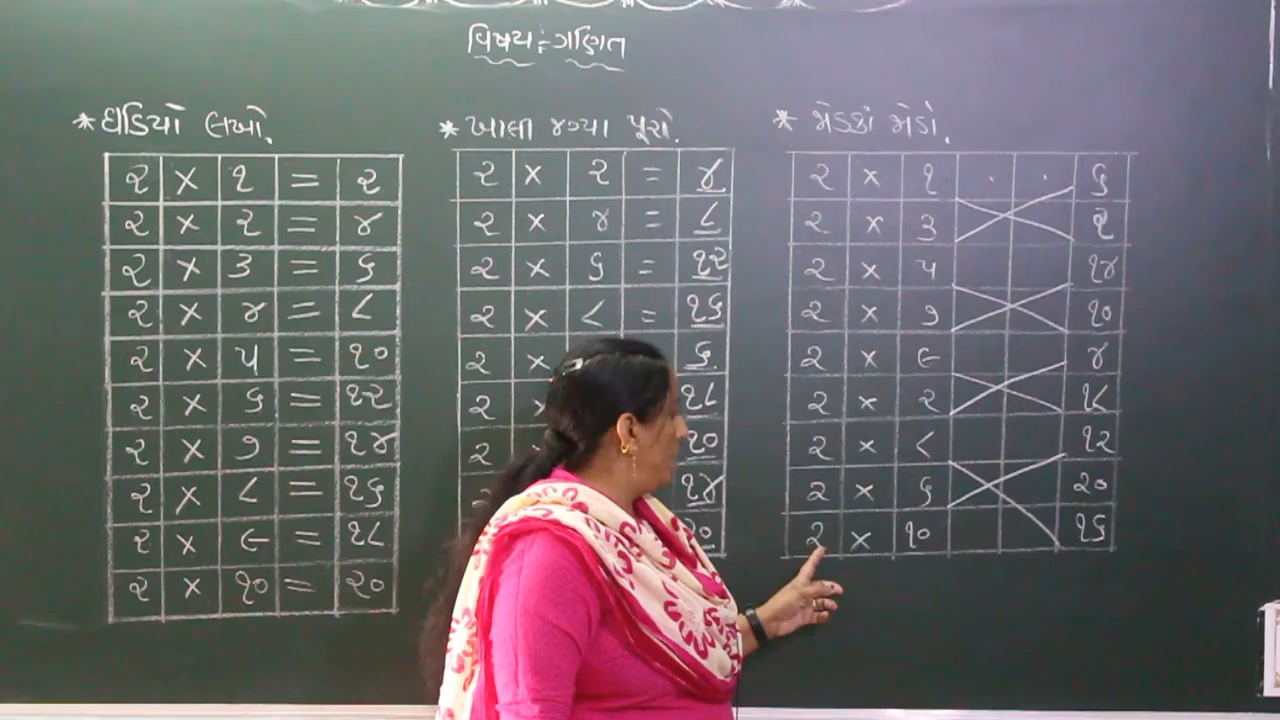 વિષય : ગણિત
* ઘડિયો લખો.
૨ × ૧ = ૨
૨ × ૨ = ૪
૨ × ૩ = ૬
૨ × ૪ = ૮
૨ × ૫ = ૧૦
૨ × ૬ = ૧૨
૨ × ૭ = ૧૪
૨ × ૮ = ૧૬
૨ × ૯ = ૧૮
૨ × ૧૦ = ૨૦
* ખાલી જગ્યા પૂરો.
૨ × ૨ = ૪
૨ × ૪ = ૮
૨ × ૬ = ૧૨
૨ × ૮ = ૧૬
૨ × ૬
૨ ૧૮
૨ ૧૦
૧૪
૨૦
* જોડકાં જોડો.
૨ × ૧ ૬
૨ × ૩ ૨
૨ × ૫ ૧૪
૨ × ૭ ૧૦
૨ × ૯ ૪
૨ × ૨ ૧૮
૨ × ૮ ૧૨
૨ × ૬ ૨૦
૨ × ૧૦ ૧૬